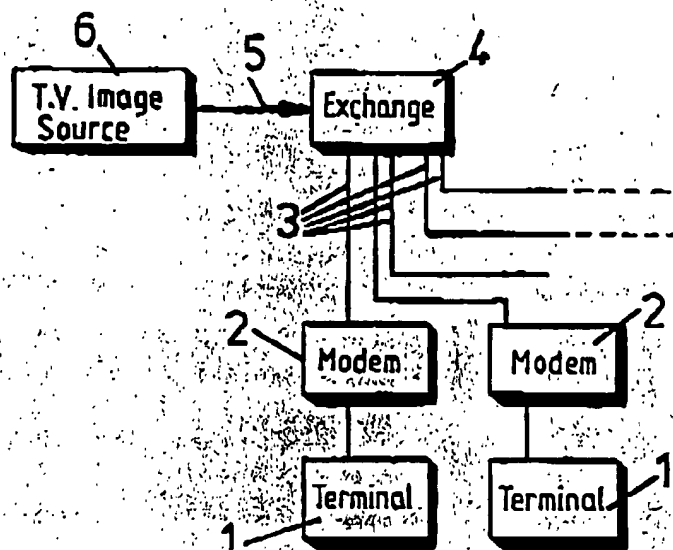 6
5
4
T.V. Image
Source
Exchange
3
2
Modem
2
Modem
1
Terminal
Terminal
1